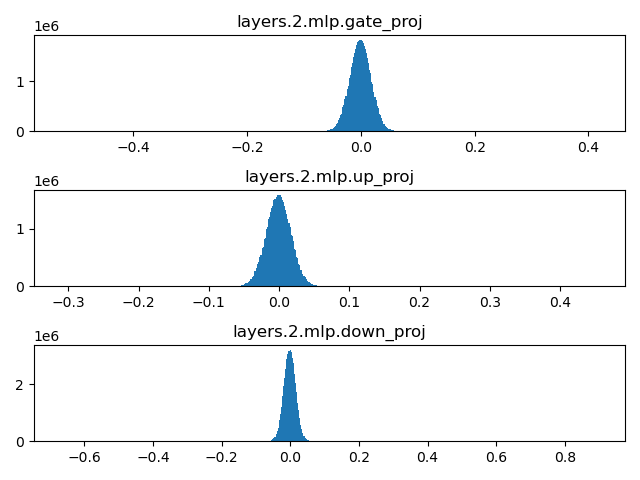 layers.2.mlp.gate_proj
1e6
1
0
−0.4 −0.2 0.0 0.2 0.4
layers.2.mlp.up_proj
1e6
1
0
−0.3 −0.2 −0.1 0.0 0.1 0.2 0.3 0.4
layers.2.mlp.down_proj
1e6
2
0
−0.6 −0.4 −0.2 0.0 0.2 0.4 0.6 0.8